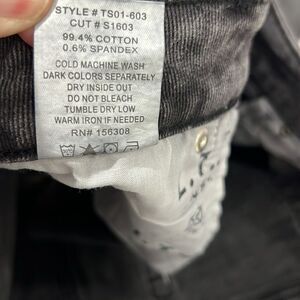 STYLE # TS01-603
CUT # S1603
99.4% COTTON
0.6% SPANDEX
COLD MACHINE WASH
DARK COLORS SEPARATELY
DRY INSIDE OUT
DO NOT BLEACH
TUMBLE DRY LOW
WARM IRON IF NEEDED
RN# 156308